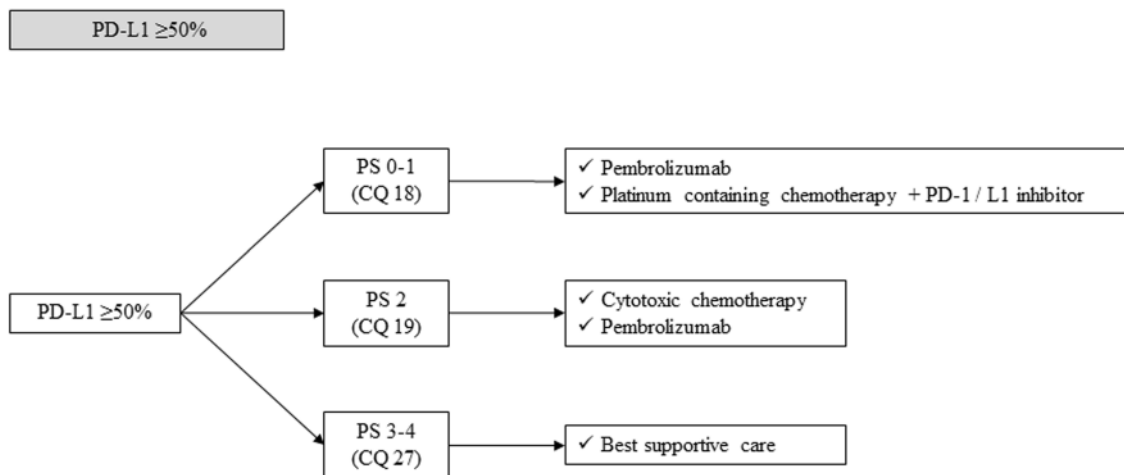 PD-L1 ≥50%
PS 0-1
(CQ 18)
✓ Pembrolizumab
✓ Platinum containing chemotherapy + PD-1 / L1 inhibitor
PD-L1 ≥50%
PS 2
(CQ 19)
✓ Cytotoxic chemotherapy
✓ Pembrolizumab
PS 3-4
(CQ 27)
✓ Best supportive care